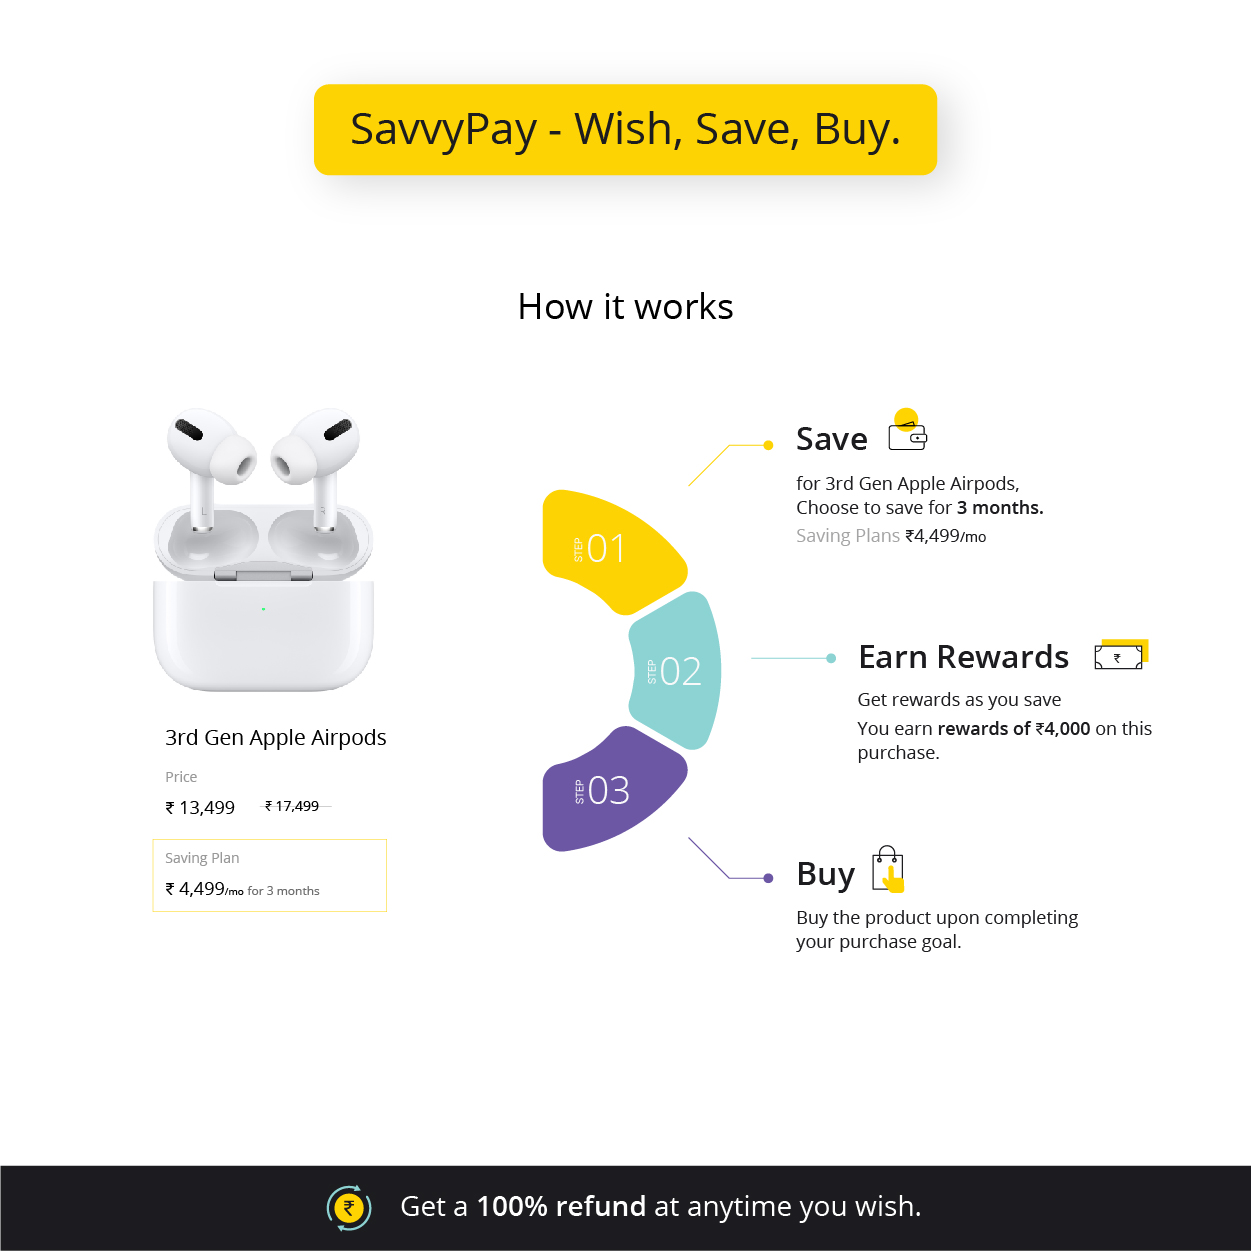 SavvyPay - Wish, Save, Buy.
How it works
L
R
3rd Gen Apple Airpods
Price
₹ 13,499 ₹ 17,499
Saving Plan
₹ 4,499/mo for 3 months
STEP 01
Save
for 3rd Gen Apple Airpods,
Choose to save for 3 months.
Saving Plans ₹4,499/mo
STEP 02
Earn Rewards
₹
Get rewards as you save
You earn rewards of ₹4,000 on this
purchase.
STEP 03
Buy
Buy the product upon completing
your purchase goal.
₹
Get a 100% refund at anytime you wish.